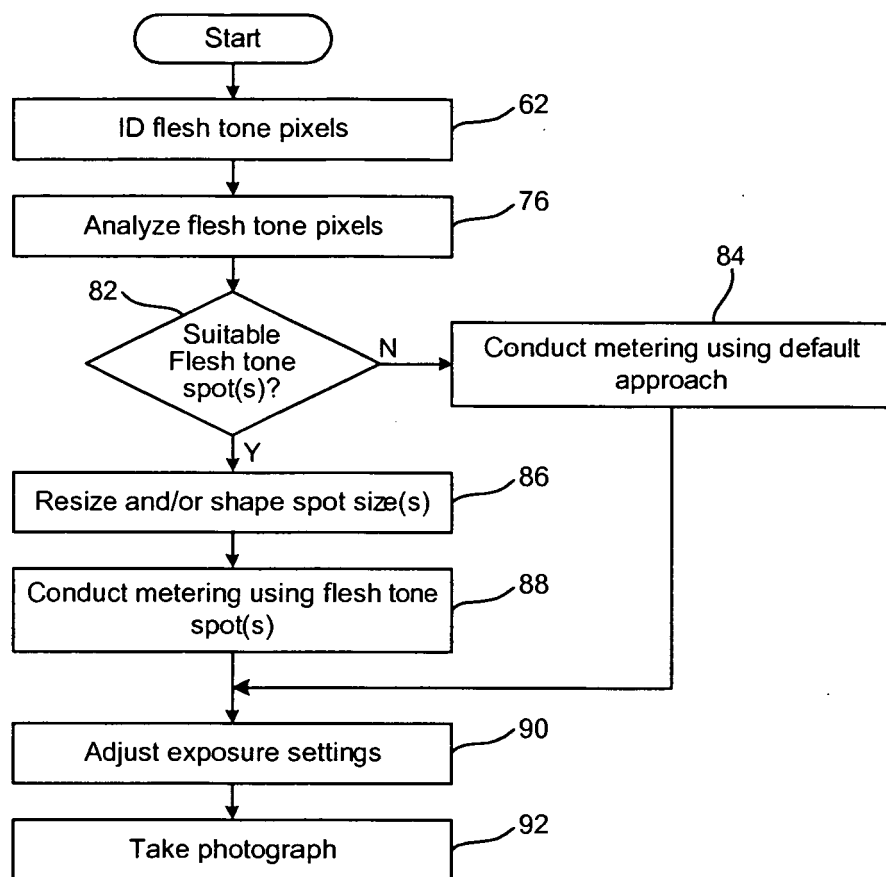 Start
62
ID flesh tone pixels
76
Analyze flesh tone pixels
82
Suitable
Flesh tone
spot(s)?
N
84
Conduct metering using default
approach
Y
86
Resize and/or shape spot size(s)
88
Conduct metering using flesh tone
spot(s)
90
Adjust exposure settings
92
Take photograph